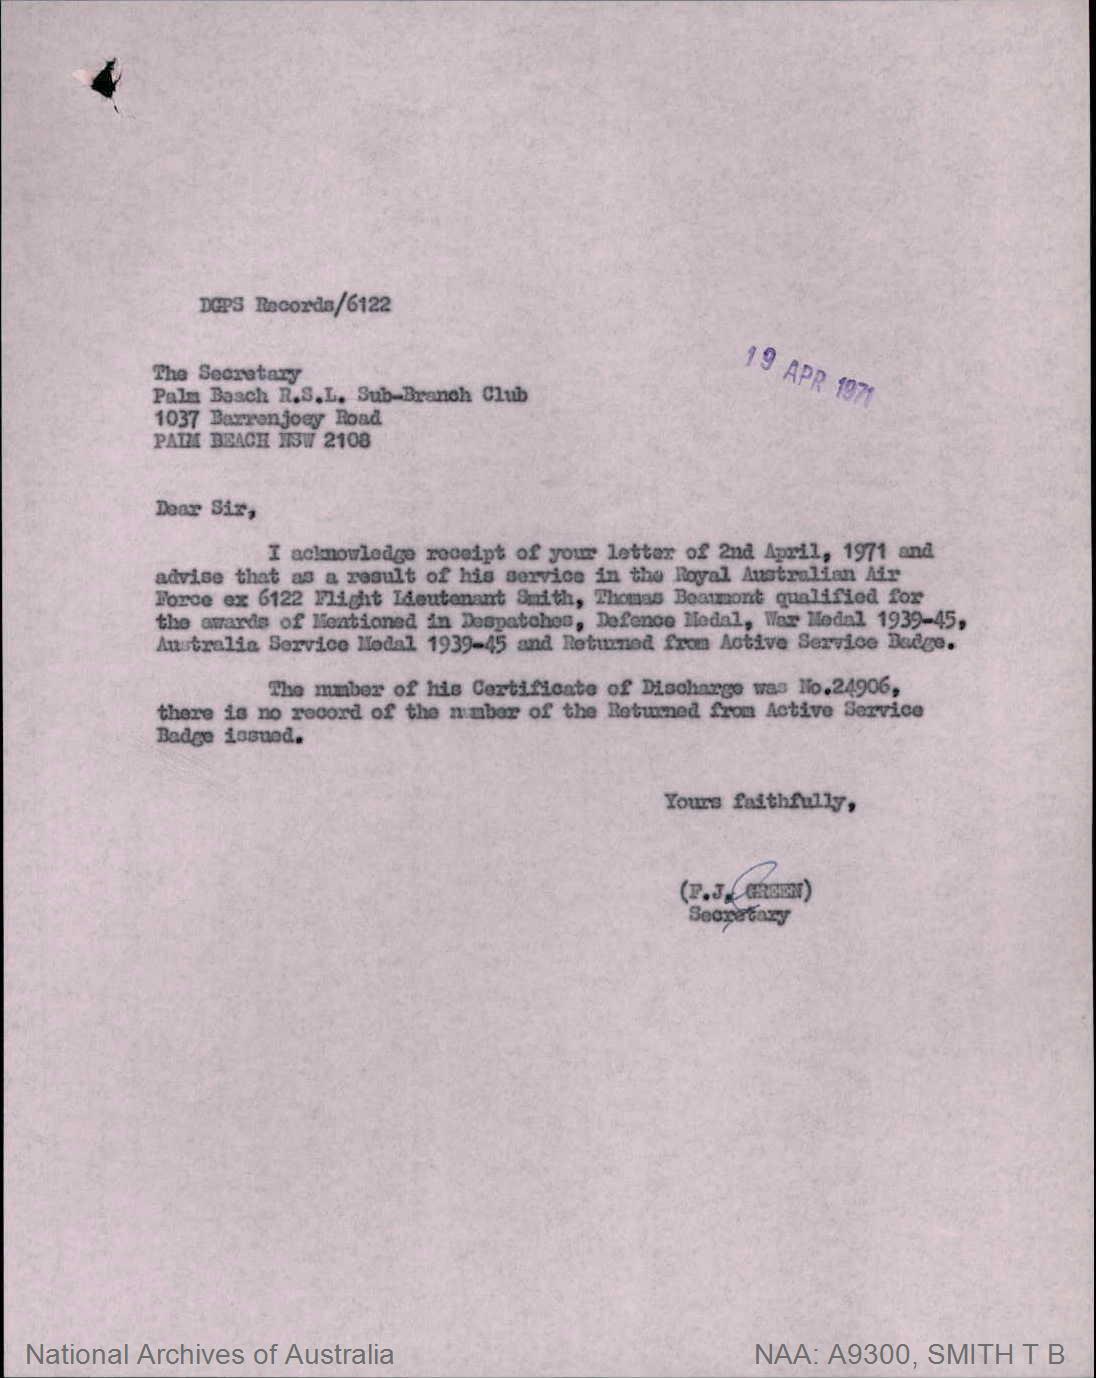 DGPS Records/6122
19 APR 1971
The Secretary
Palm Beach R.S.L. Sub-Branch Club
1037 Barrenjoey Road
PALM BEACH NSW 2108
Dear Sir,
I acknowledge receipt of your letter of 2nd April, 1971 and
advise that as a result of his service in the Royal Australian Air
Force ex 6122 Flight Lieutenant Smith, Thomas Beaumont qualified for
the awards of Mentioned in Despatches, Defence Medal, War Medal 1939-45,
Australia Service Medal 1939-45 and Returned from Active Service Badge.
The number of his Certificate of Discharge was No.24906,
there is no record of the number of the Returned from Active Service
Badge issued.
Yours faithfully,
(F.J. GREEN)
Secretary
National Archives of Australia
NAA: A9300, SMITH T B